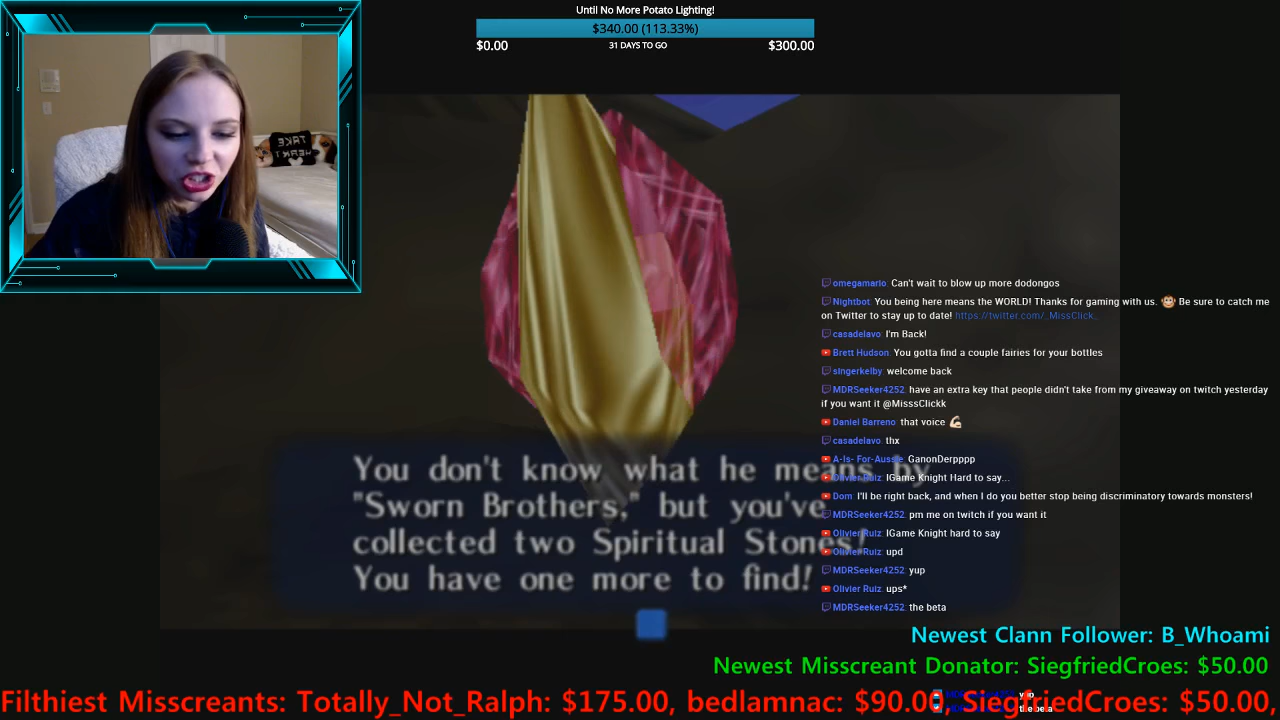 Until No More Potato Lighting!
$340.00 (113.33%)
$0.00 31 DAYS TO GO $300.00
TAKE HEART
omegamario: Can't wait to blow up more dodongos
Nightbot: You being here means the WORLD! Thanks for gaming with us. 🐵 Be sure to catch me
on Twitter to stay up to date! https://twitter.com/_MissClick_
casadelavo: I'm Back!
Brett Hudson: You gotta find a couple fairies for your bottles
singerkelby: welcome back
MDRSeeker4252: have an extra key that people didn't take from my giveaway on twitch yesterday
if you want it @MisssClickk
Daniel Barreno: that voice 💪🏻
casadelavo: thx
A-Is- For-Aussie: GanonDerpppp
Olivier Ruiz: IGame Knight Hard to say...
Dom: I'll be right back, and when I do you better stop being discriminatory towards monsters!
MDRSeeker4252: pm me on twitch if you want it
Olivier Ruiz: IGame Knight hard to say
Olivier Ruiz: upd
MDRSeeker4252: yup
Olivier Ruiz: ups*
MDRSeeker4252: the beta
You don't know what he means by
"Sworn Brothers," but you've
collected two Spiritual Stones!
You have one more to find!
Newest Clann Follower: B_Whoami
Newest Misscreant Donator: SiegfriedCroes: $50.00
Filthiest Misscreants: Totally_Not_Ralph: $175.00, bedlamnac: $90.00, SiegfriedCroes: $50.00,
yup
the beta